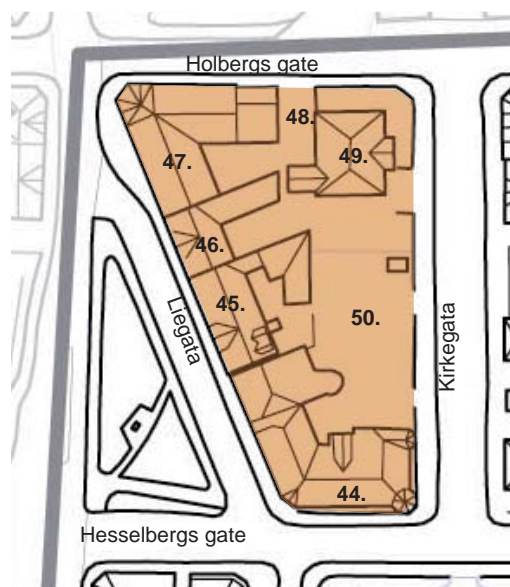 Holbergs gate
48.
49.
47.
46.
45.
50.
Liegata
Kirkegata
44.
Hesselbergs gate